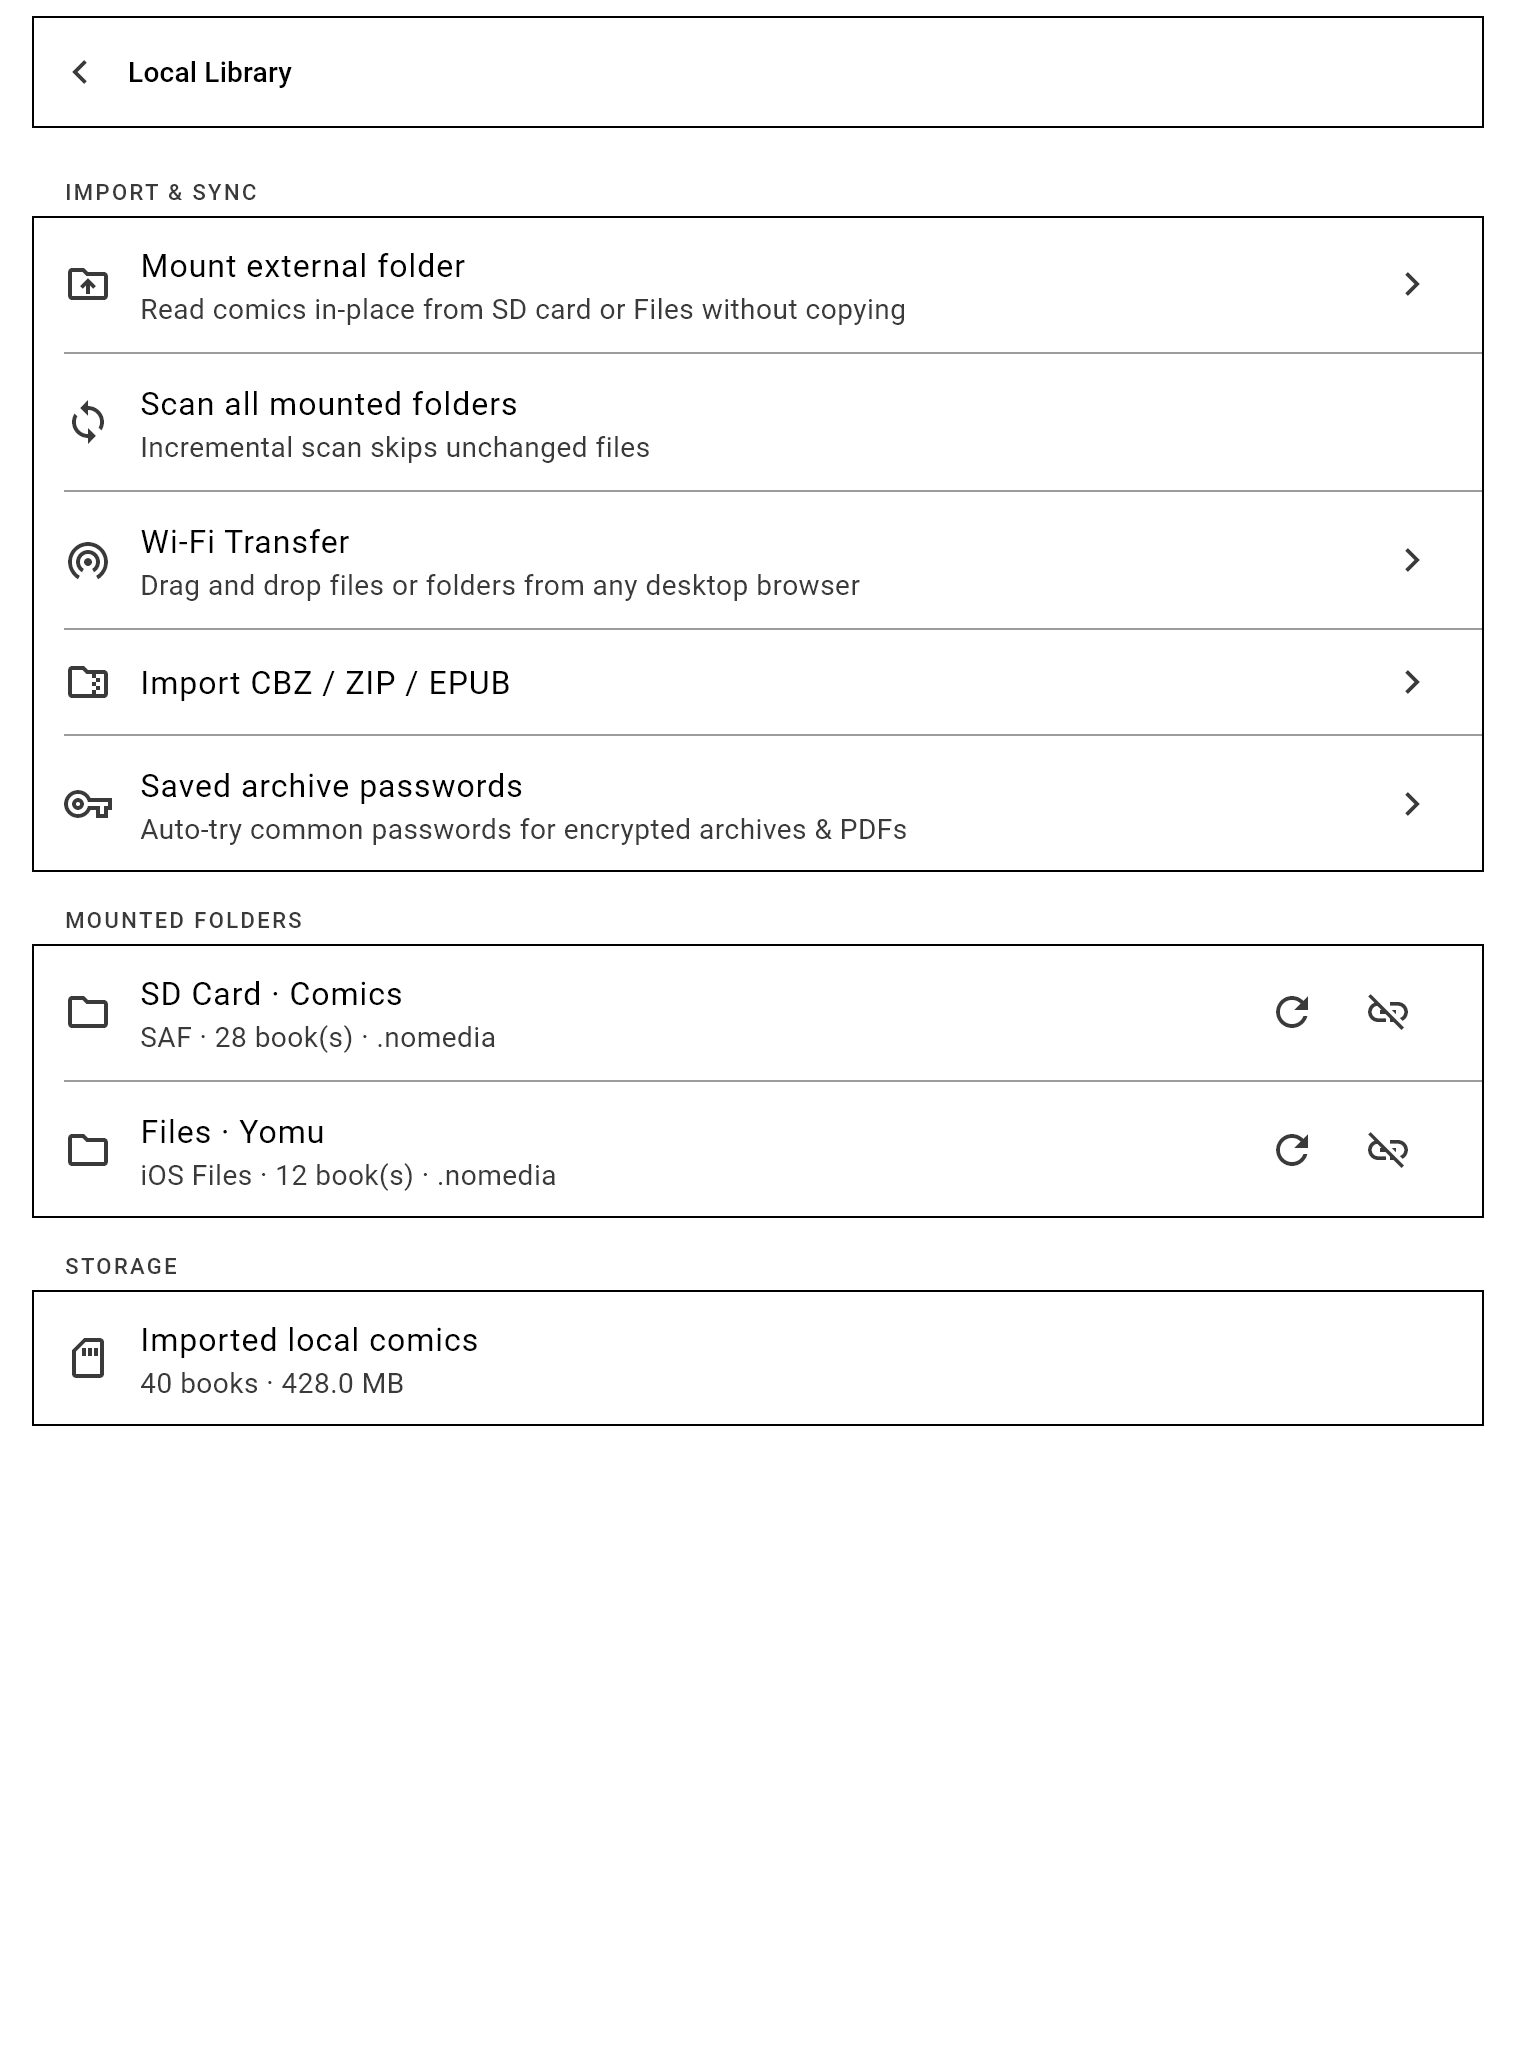 Local Library
IMPORT & SYNC
Mount external folder
Read comics in-place from SD card or Files without copying
Scan all mounted folders
Incremental scan skips unchanged files
Wi-Fi Transfer
Drag and drop files or folders from any desktop browser
Import CBZ / ZIP / EPUB
Saved archive passwords
Auto-try common passwords for encrypted archives & PDFs
MOUNTED FOLDERS
SD Card · Comics
SAF · 28 book(s) · .nomedia
Files · Yomu
iOS Files · 12 book(s) · .nomedia
STORAGE
Imported local comics
40 books · 428.0 MB